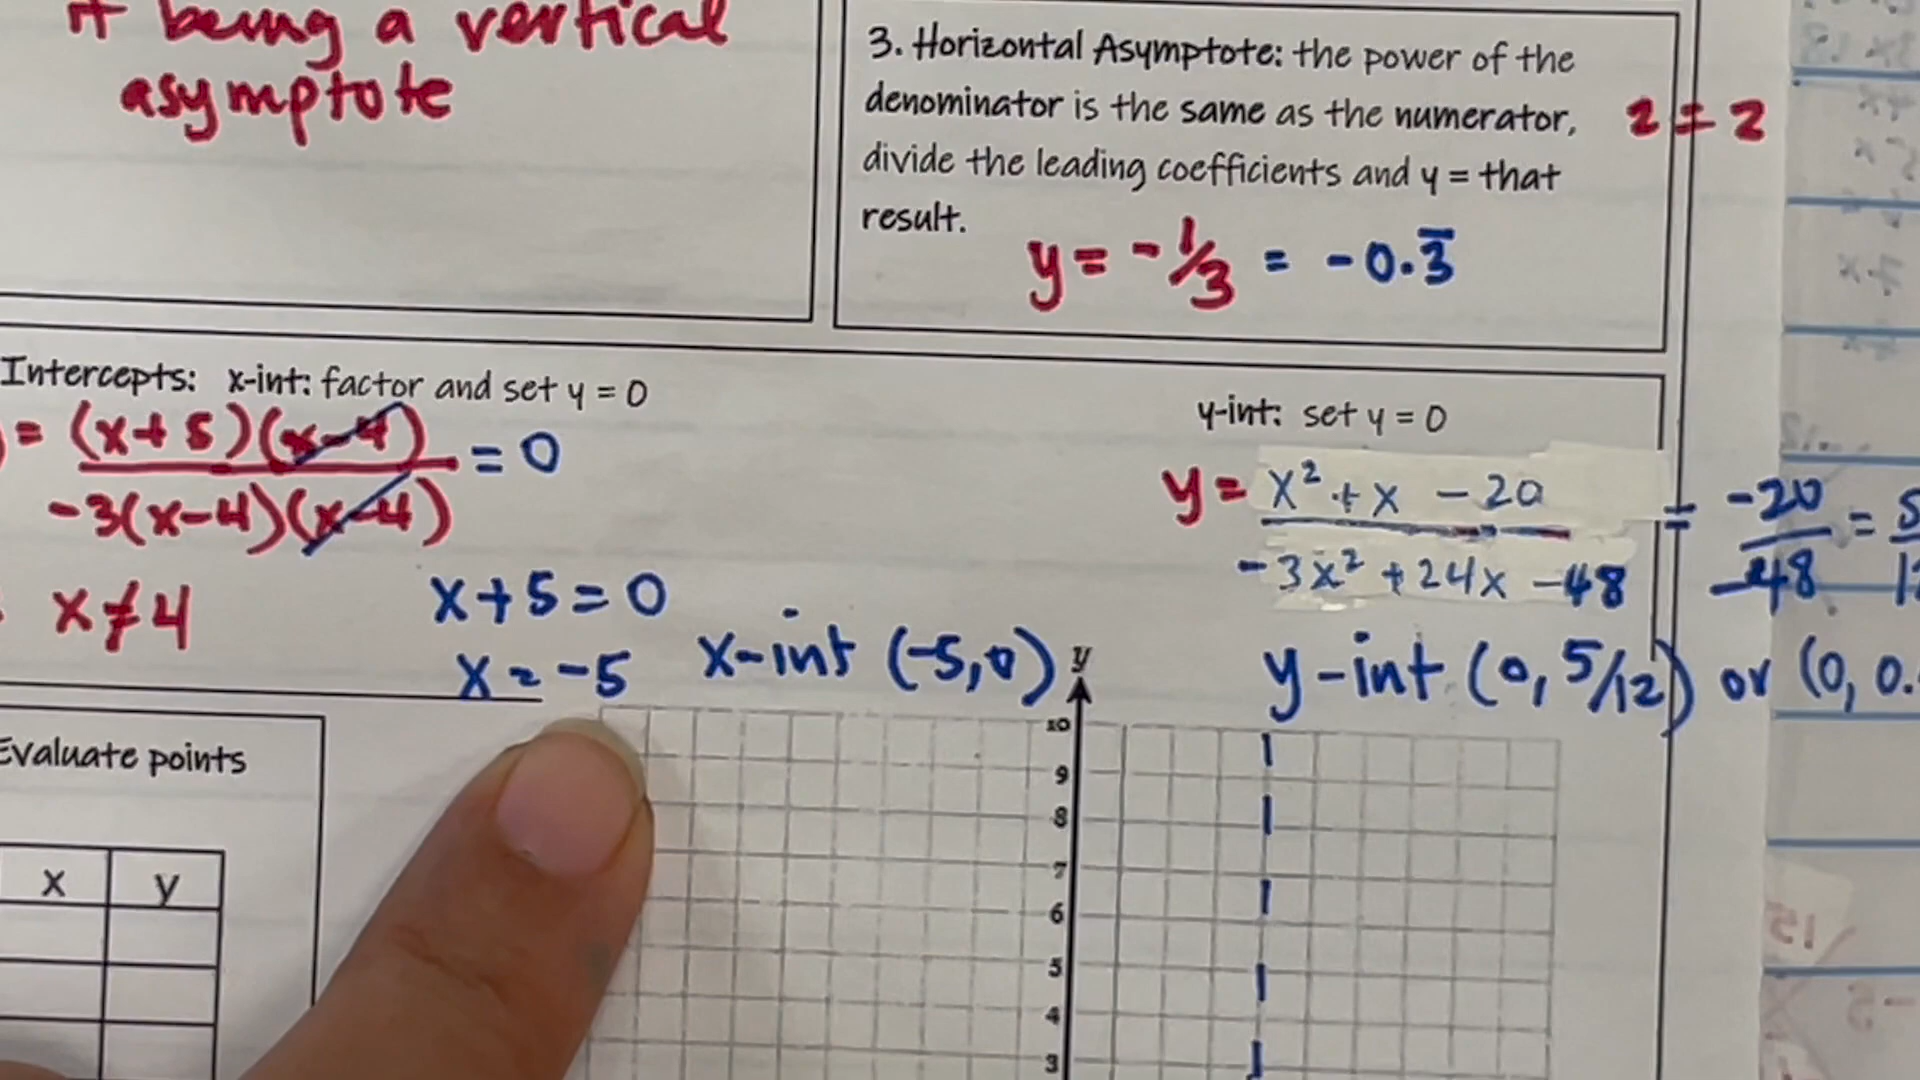 it being a vertical
asymptote
3. Horizontal Asymptote: the power of the
denominator is the same as the numerator,
divide the leading coefficients and y = that
result.
2 = 2
y = -1/3 = -0.3̅
Intercepts: x-int: factor and set y = 0
= (x+5)(x-4) / -3(x-4)(x-4) = 0
x≠4
x+5=0
x = -5
x-int (-5,0)
y-int: set y = 0
y = x² + x - 20 / -3x² + 24x - 48 = -20 / -48 =
y-int (0, 5/12) or (0, 0.
Evaluate points
x y
y
10
9
8
7
6
5
4
3